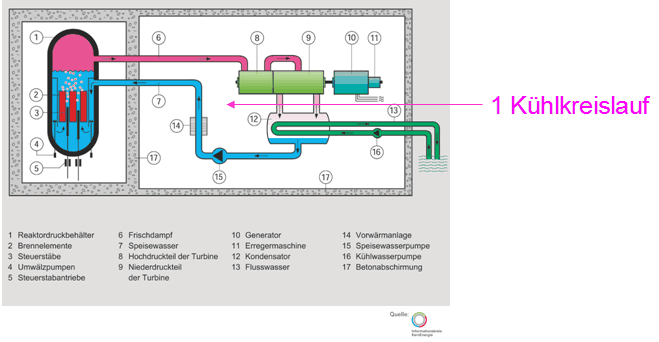 1
6
8
9
10
11
1 Kühlkreislauf
2
7
3
14
12
13
4
5
17
15
16
17
1 Reaktordruckbehälter
2 Brennelemente
3 Steuerstäbe
4 Umwälzpumpen
5 Steuerstabantriebe
6 Frischdampf
7 Speisewasser
8 Hochdruckteil der Turbine
9 Niederdruckteil
der Turbine
10 Generator
11 Erregermaschine
12 Kondensator
13 Flusswasser
14 Vorwärmanlage
15 Speisewasserpumpe
16 Kühlwasserpumpe
17 Betonabschirmung
Quelle:
Informationskreis
KernEnergie